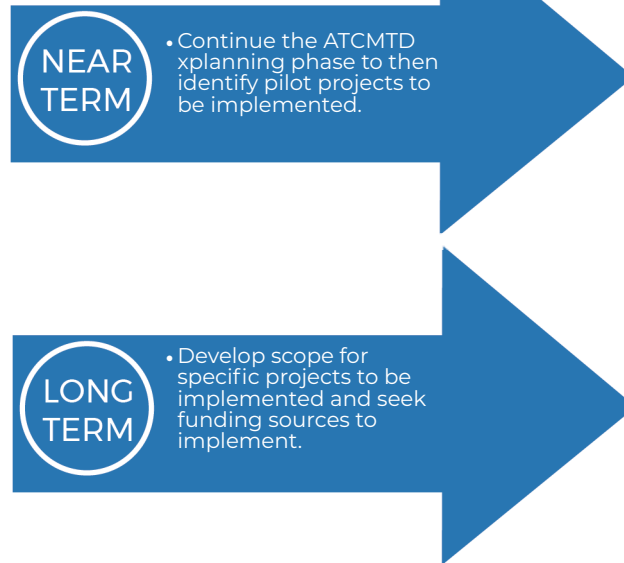 NEAR
TERM
• Continue the ATCMTD
xplanning phase to then
identify pilot projects to
be implemented.
LONG
TERM
• Develop scope for
specific projects to be
implemented and seek
funding sources to
implement.